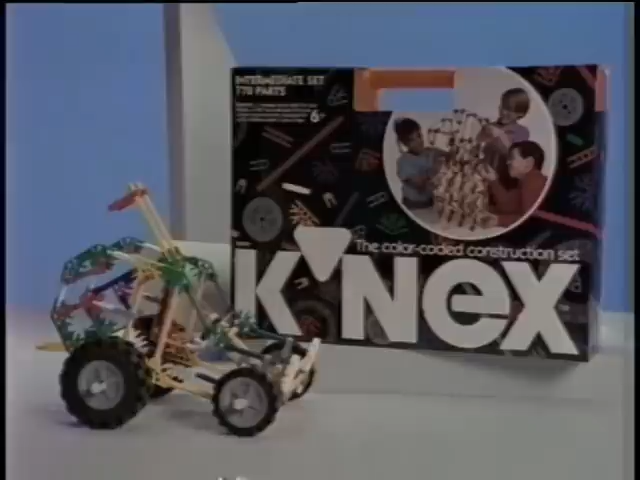 INTERMEDIATE SET
6+
The color-coded construction set
K'NEX